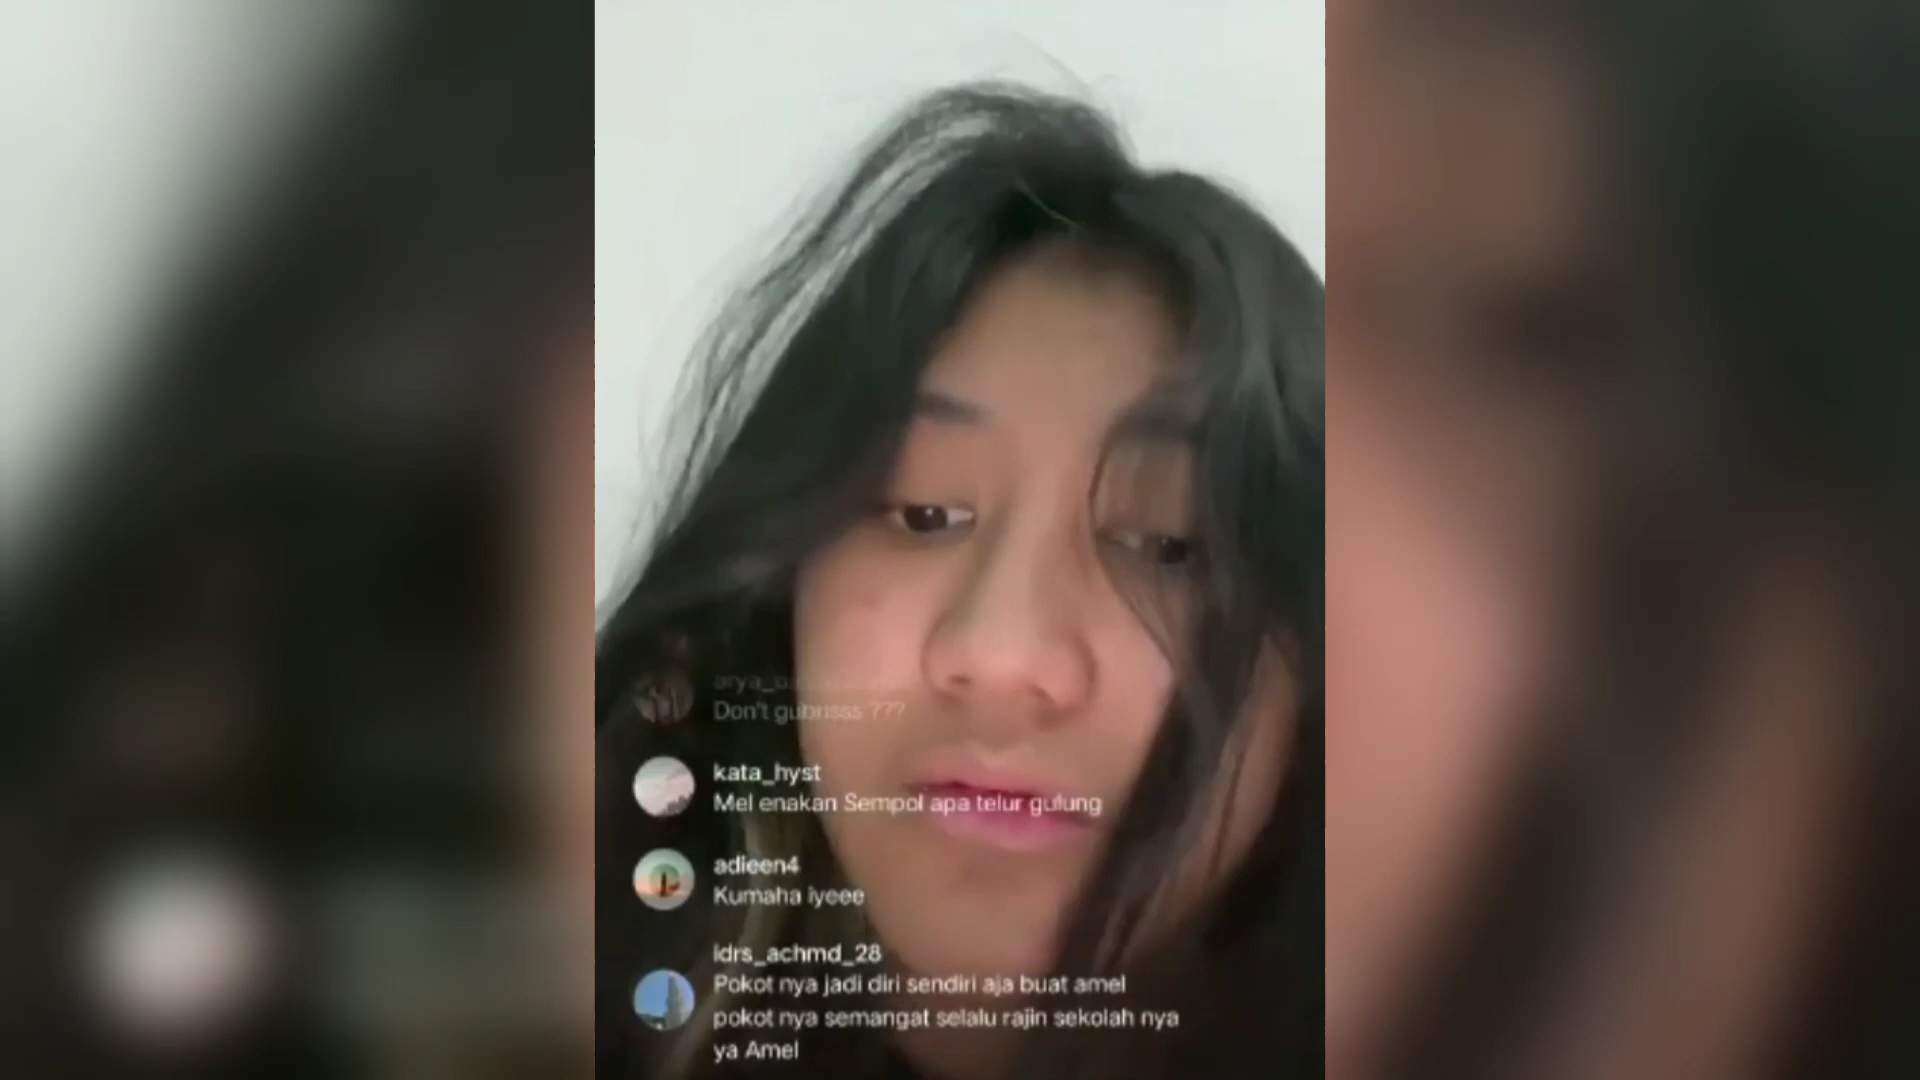 Don't gubrisss ???
kata_hyst
Mel enakan Sempol apa telur gulung
adieen4
Kumaha iyeee
idrs_achmd_28
Pokot nya jadi diri sendiri aja buat amel
pokot nya semangat selalu rajin sekolah nya
ya Amel